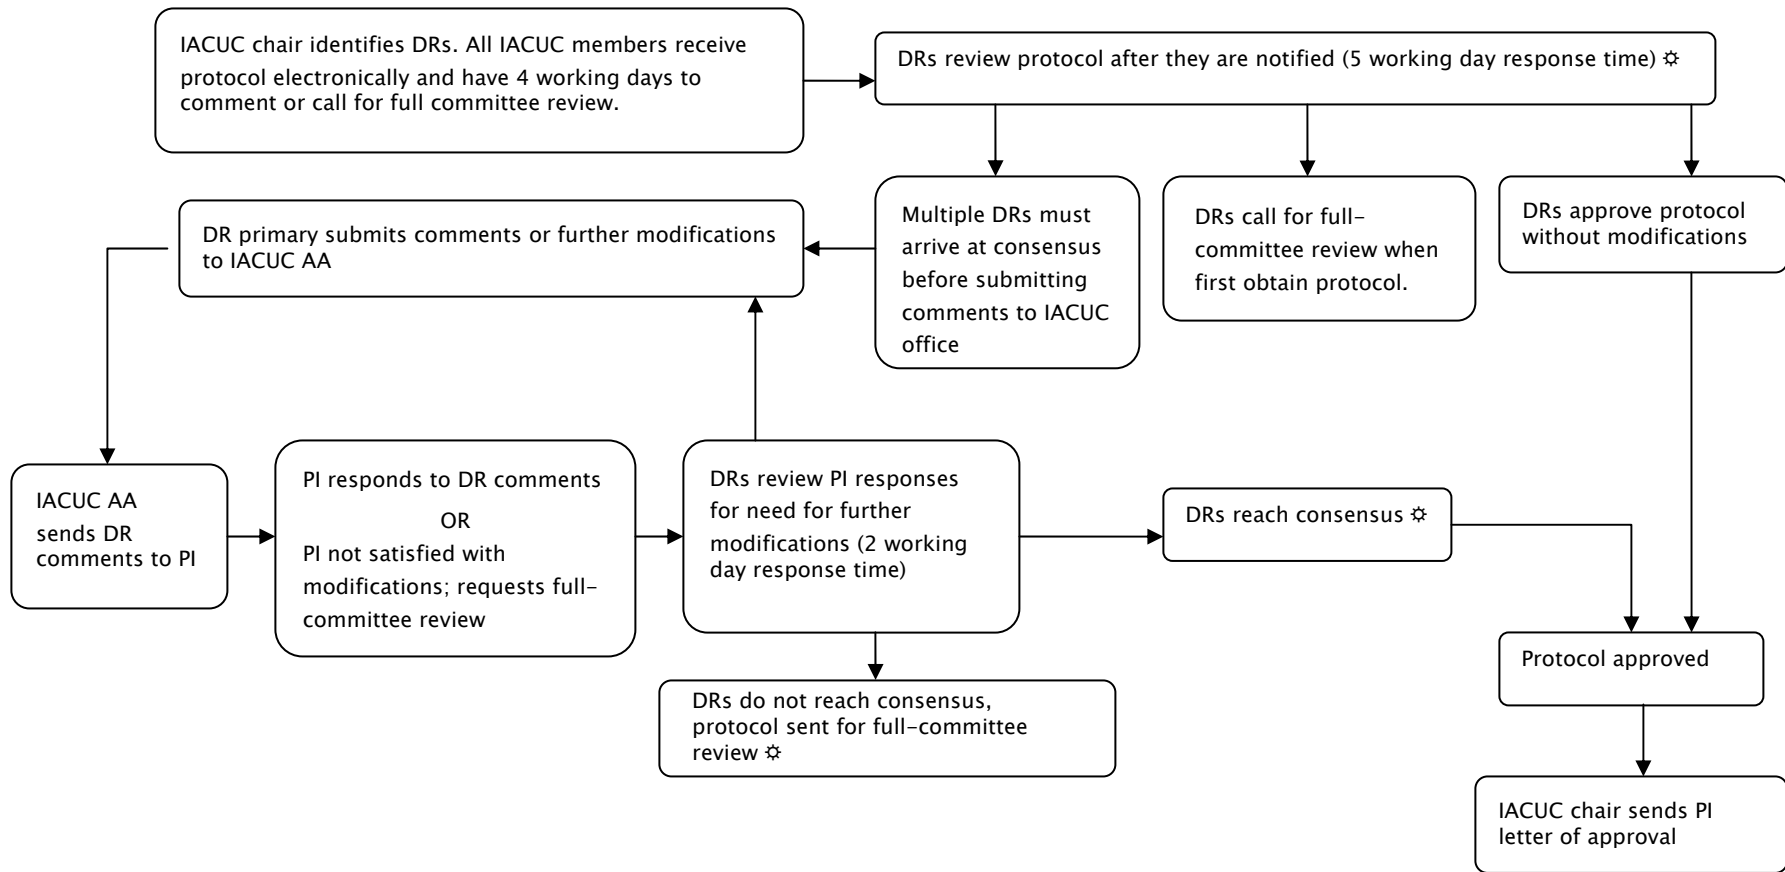 IACUC chair identifies DRs. All IACUC members receive
protocol electronically and have 4 working days to
comment or call for full committee review.
DRs review protocol after they are notified (5 working day response time) ☼
Multiple DRs must
arrive at consensus
before submitting
comments to IACUC
office
DRs call for full-
committee review when
first obtain protocol.
DRs approve protocol
without modifications
DR primary submits comments or further modifications
to IACUC AA
IACUC AA
sends DR
comments to PI
PI responds to DR comments
OR
PI not satisfied with
modifications; requests full-
committee review
DRs review PI responses
for need for further
modifications (2 working
day response time)
DRs reach consensus ☼
DRs do not reach consensus,
protocol sent for full-committee
review ☼
Protocol approved
IACUC chair sends PI
letter of approval